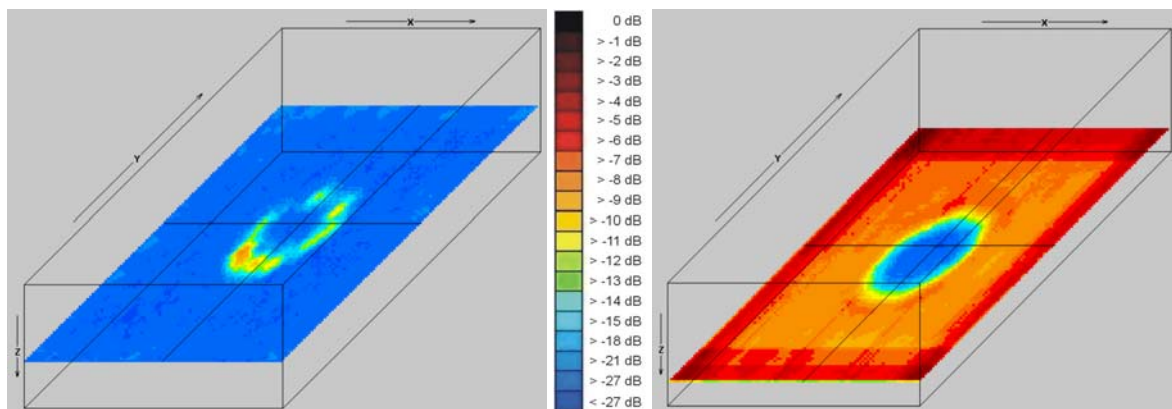 X
Y
Z
0 dB
> -1 dB
> -2 dB
> -3 dB
> -4 dB
> -5 dB
> -6 dB
> -7 dB
> -8 dB
> -9 dB
> -10 dB
> -11 dB
> -12 dB
> -13 dB
> -14 dB
> -15 dB
> -18 dB
> -21 dB
> -27 dB
< -27 dB
X
Y
Z